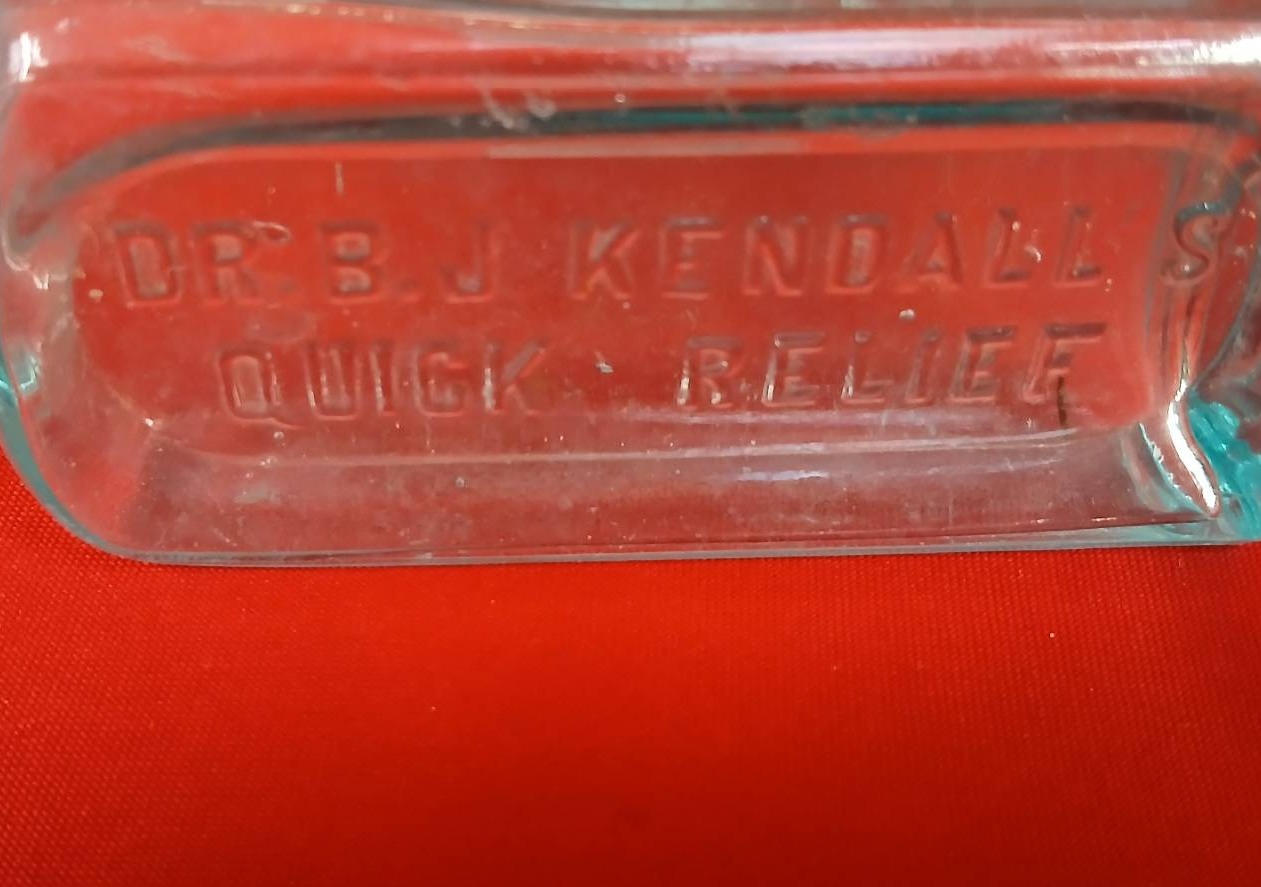 DR. B.J KENDALL'S
QUICK RELIEF